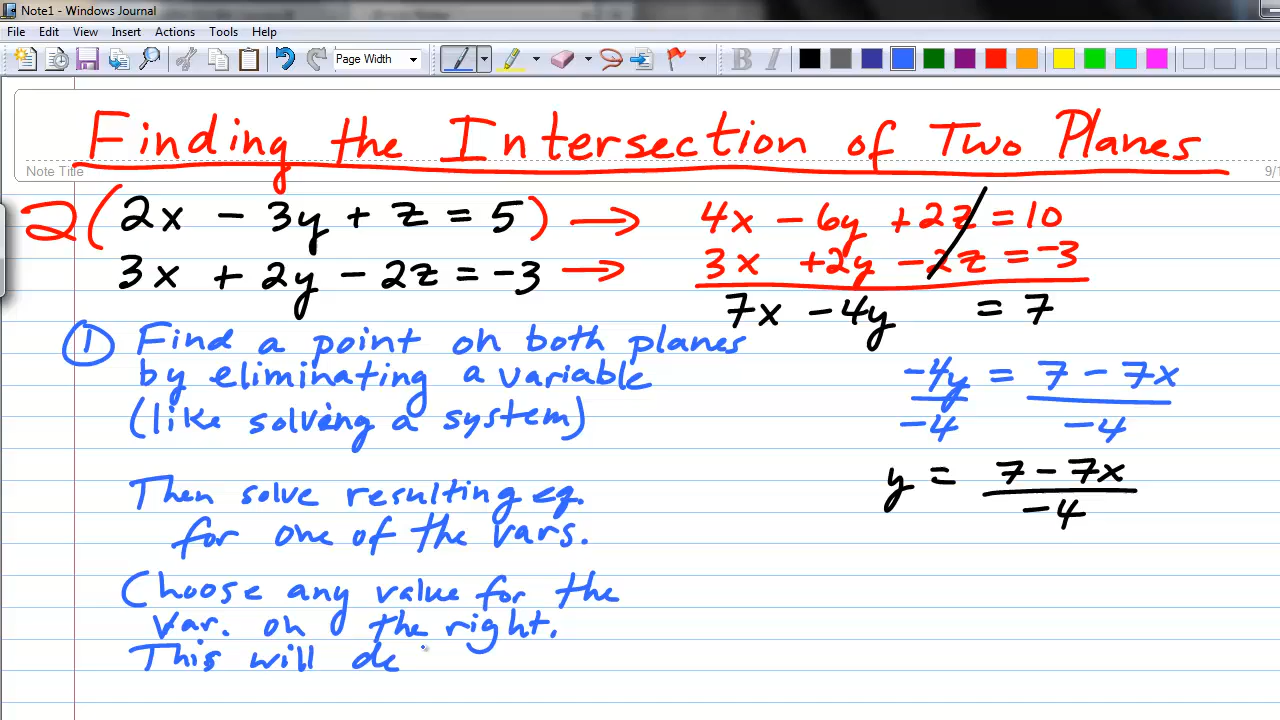 Note1 - Windows Journal
File Edit View Insert Actions Tools Help
Page Width
Finding the Intersection of Two Planes
Note Title
9/1
2(2x - 3y + z = 5) → 4x - 6y + 2z = 10
3x + 2y - 2z = -3 → 3x + 2y - 2z = -3
7x - 4y = 7
① Find a point on both planes
by eliminating a variable
(like solving a system)
-4y = 7 - 7x
-4 -4
y = 7 - 7x
-4
Then solve resulting eq.
for one of the vars.
Choose any value for the
var. on the right.
This will de